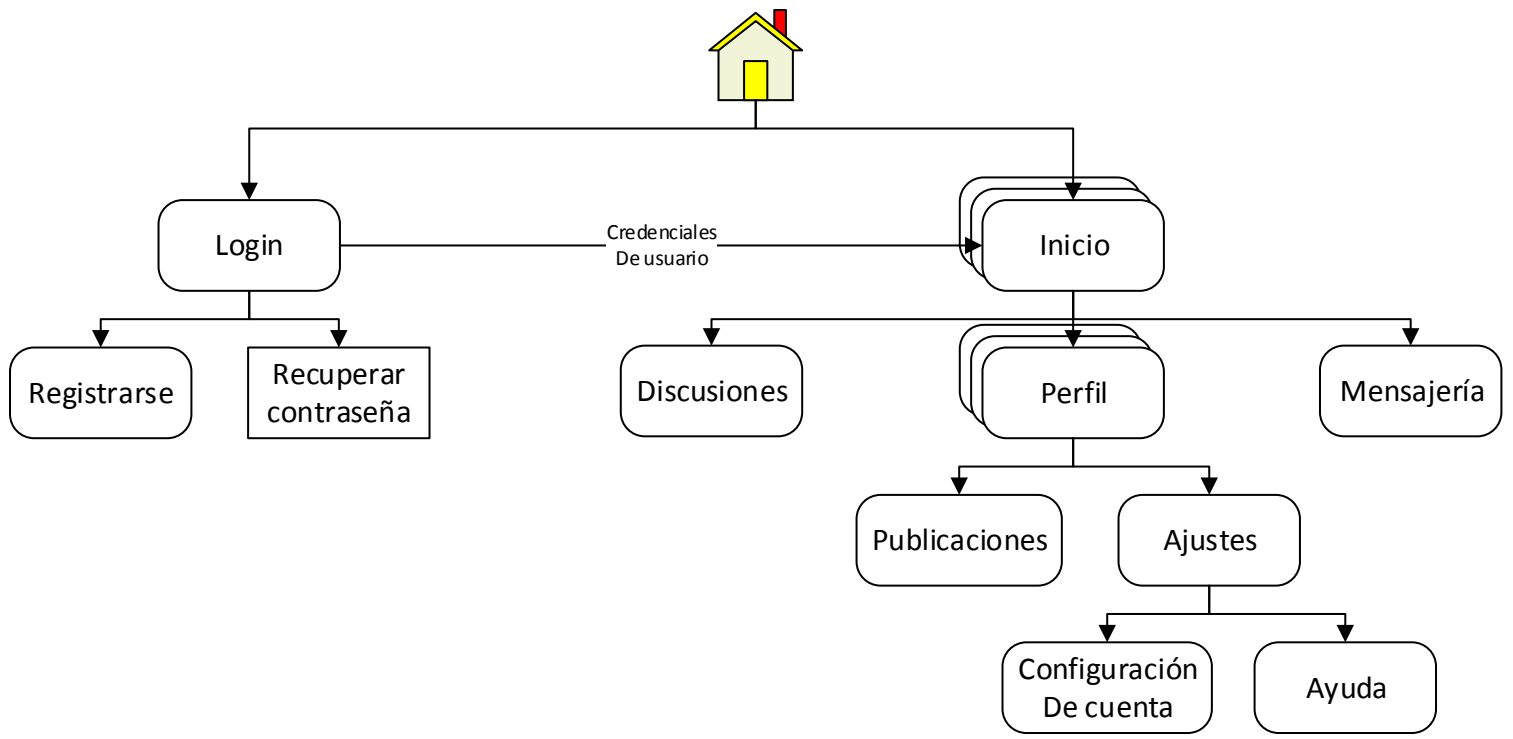 Login
Credenciales
De usuario
Inicio
Registrarse
Recuperar
contraseña
Discusiones
Perfil
Mensajería
Publicaciones
Ajustes
Configuración
De cuenta
Ayuda